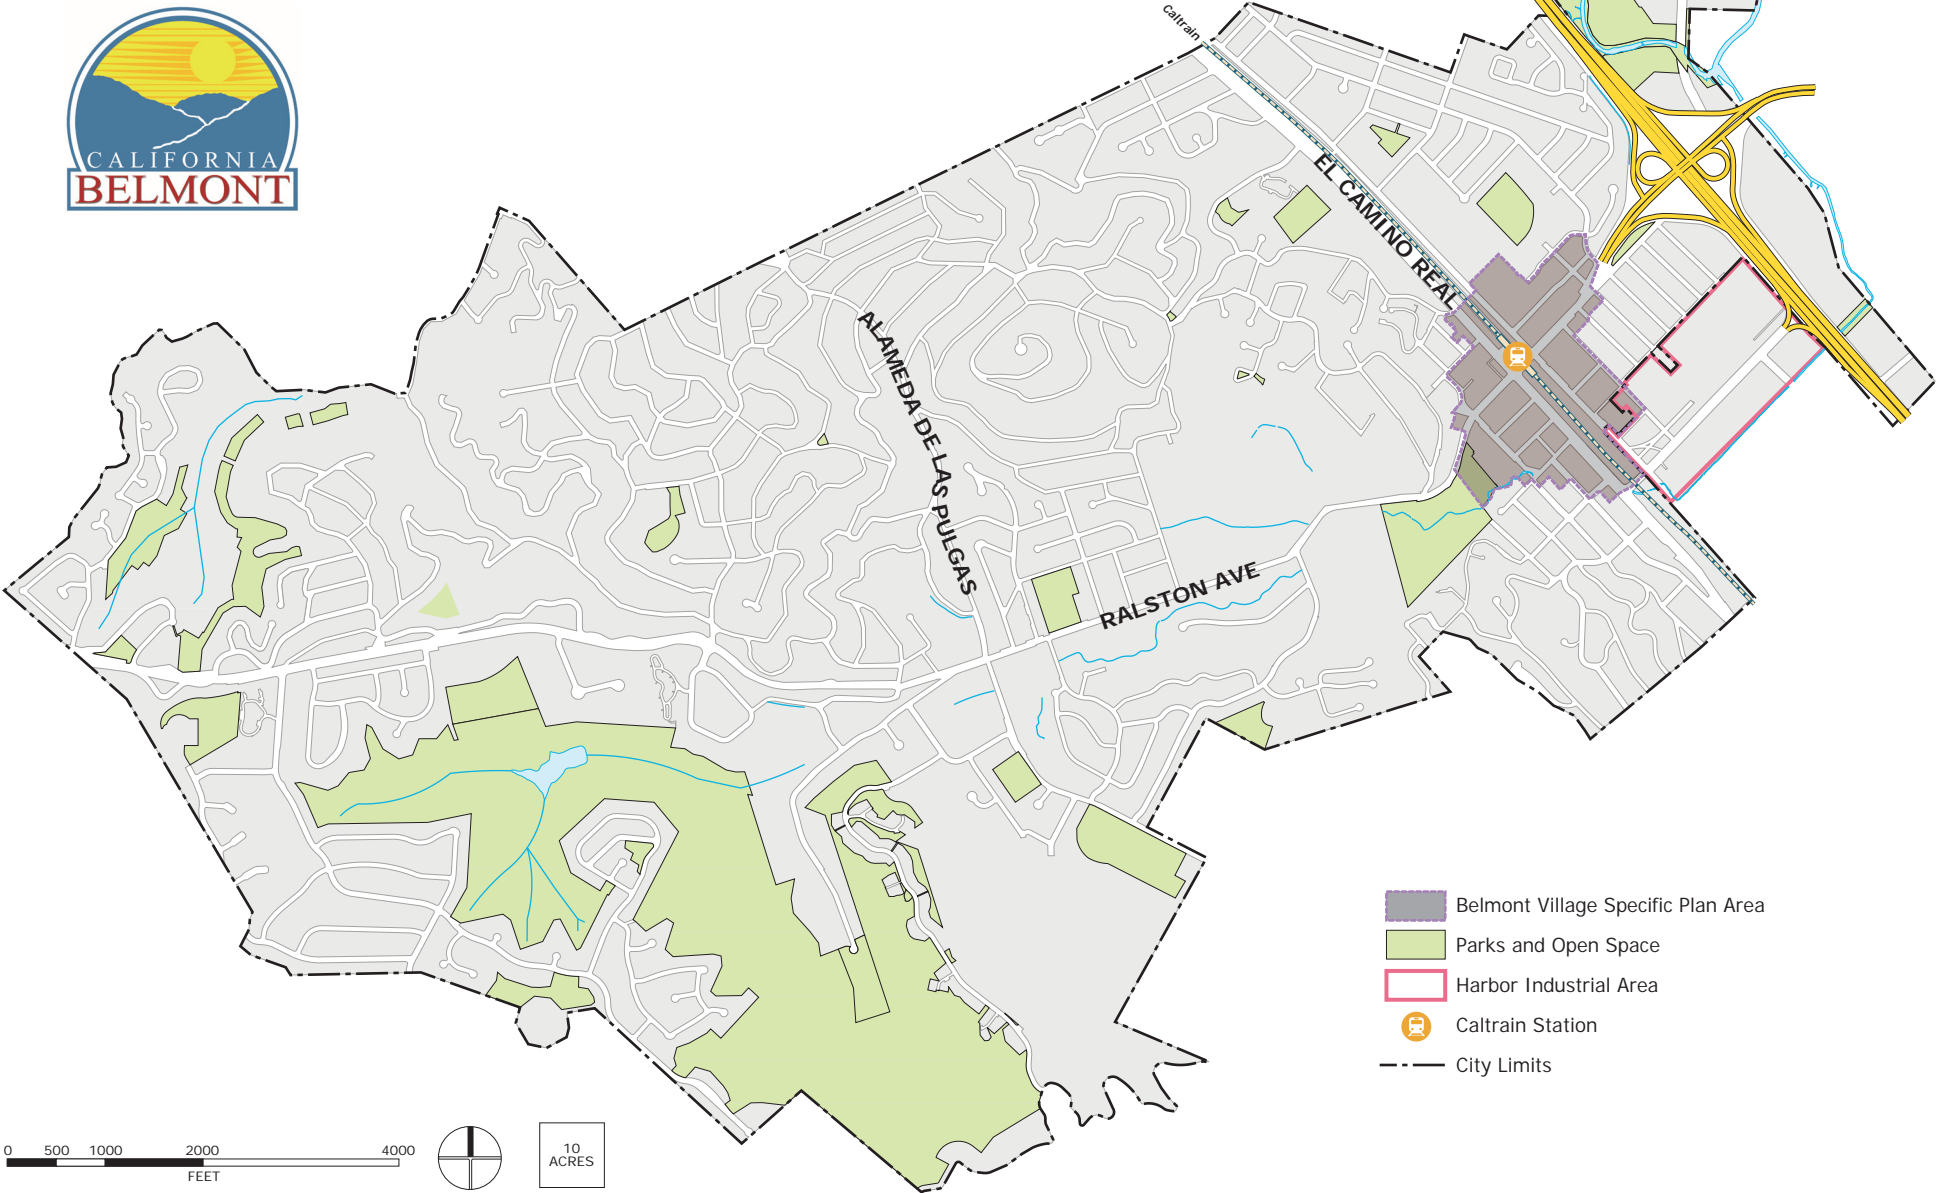 CALIFORNIA
BELMONT
Caltrain
EL CAMINO REAL
ALAMEDA DE LAS PULGAS
RALSTON AVE
Belmont Village Specific Plan Area
Parks and Open Space
Harbor Industrial Area
Caltrain Station
City Limits
0 500 1000 2000 4000
FEET
10
ACRES